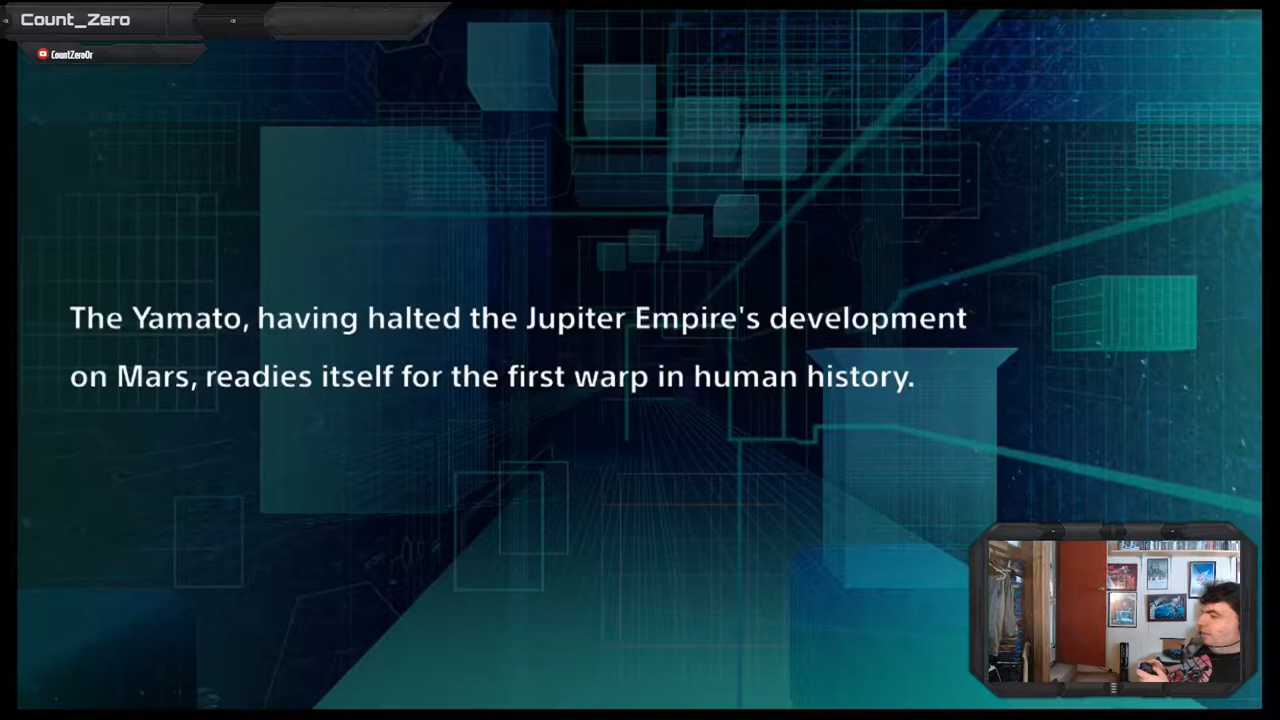 Count_Zero
CountZeroOr
The Yamato, having halted the Jupiter Empire's development
on Mars, readies itself for the first warp in human history.